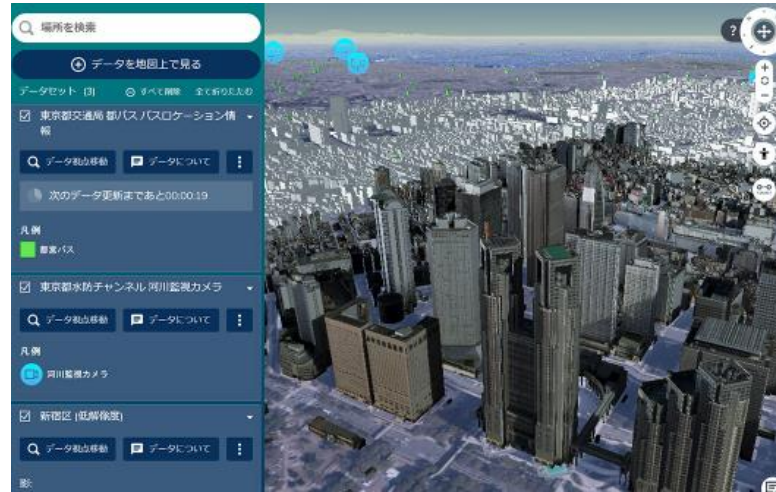 場所を検索
データを地図上で見る
データセット (3) すべて削除 全て折りたたむ
東京都交通局 都バス バスロケーション情
報
データ視点移動 データについて
次のデータ更新まであと00:00:19
凡例
都営バス
東京都水防チャンネル 河川監視カメラ
データ視点移動 データについて
凡例
河川監視カメラ
新宿区 (低解像度)
データ視点移動 データについて
影:
?